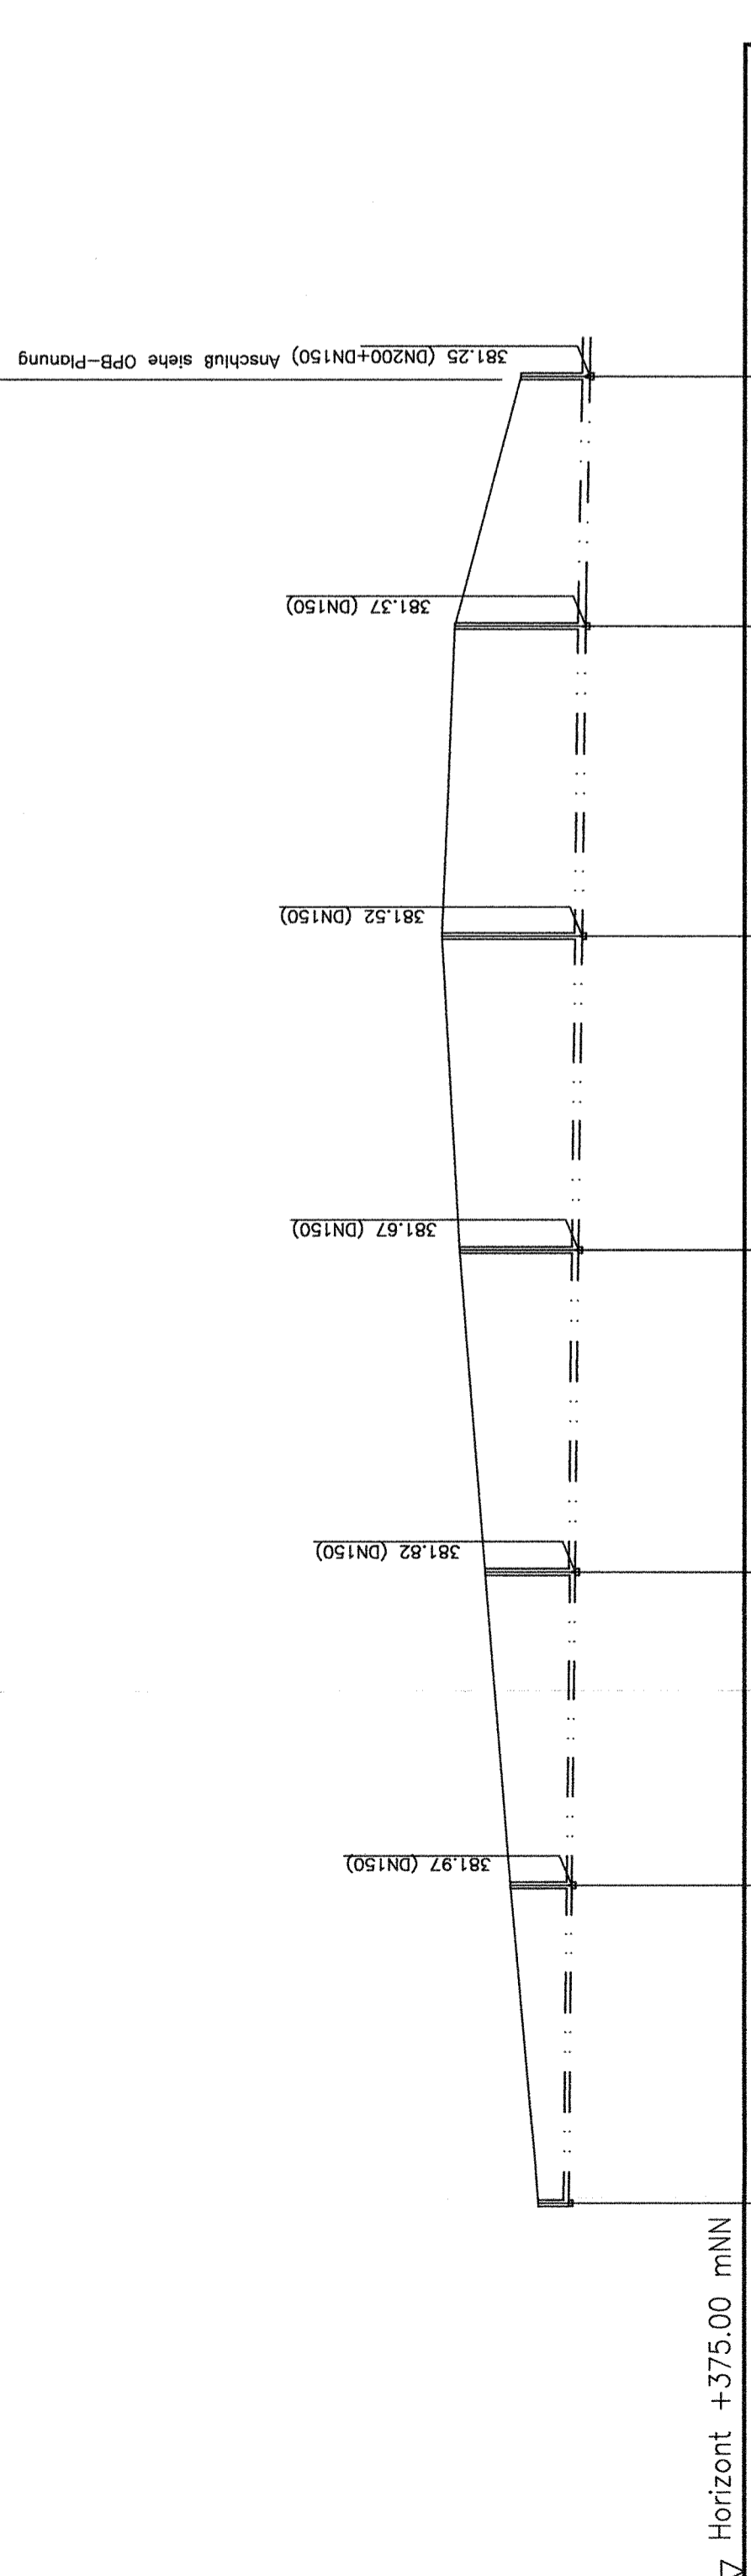 Anschluß siehe OPB-Planung
381.25 (DN200+DN150)
381.37 (DN150)
381.52 (DN150)
381.67 (DN150)
381.82 (DN150)
381.97 (DN150)
Horizont +375.00 mNN